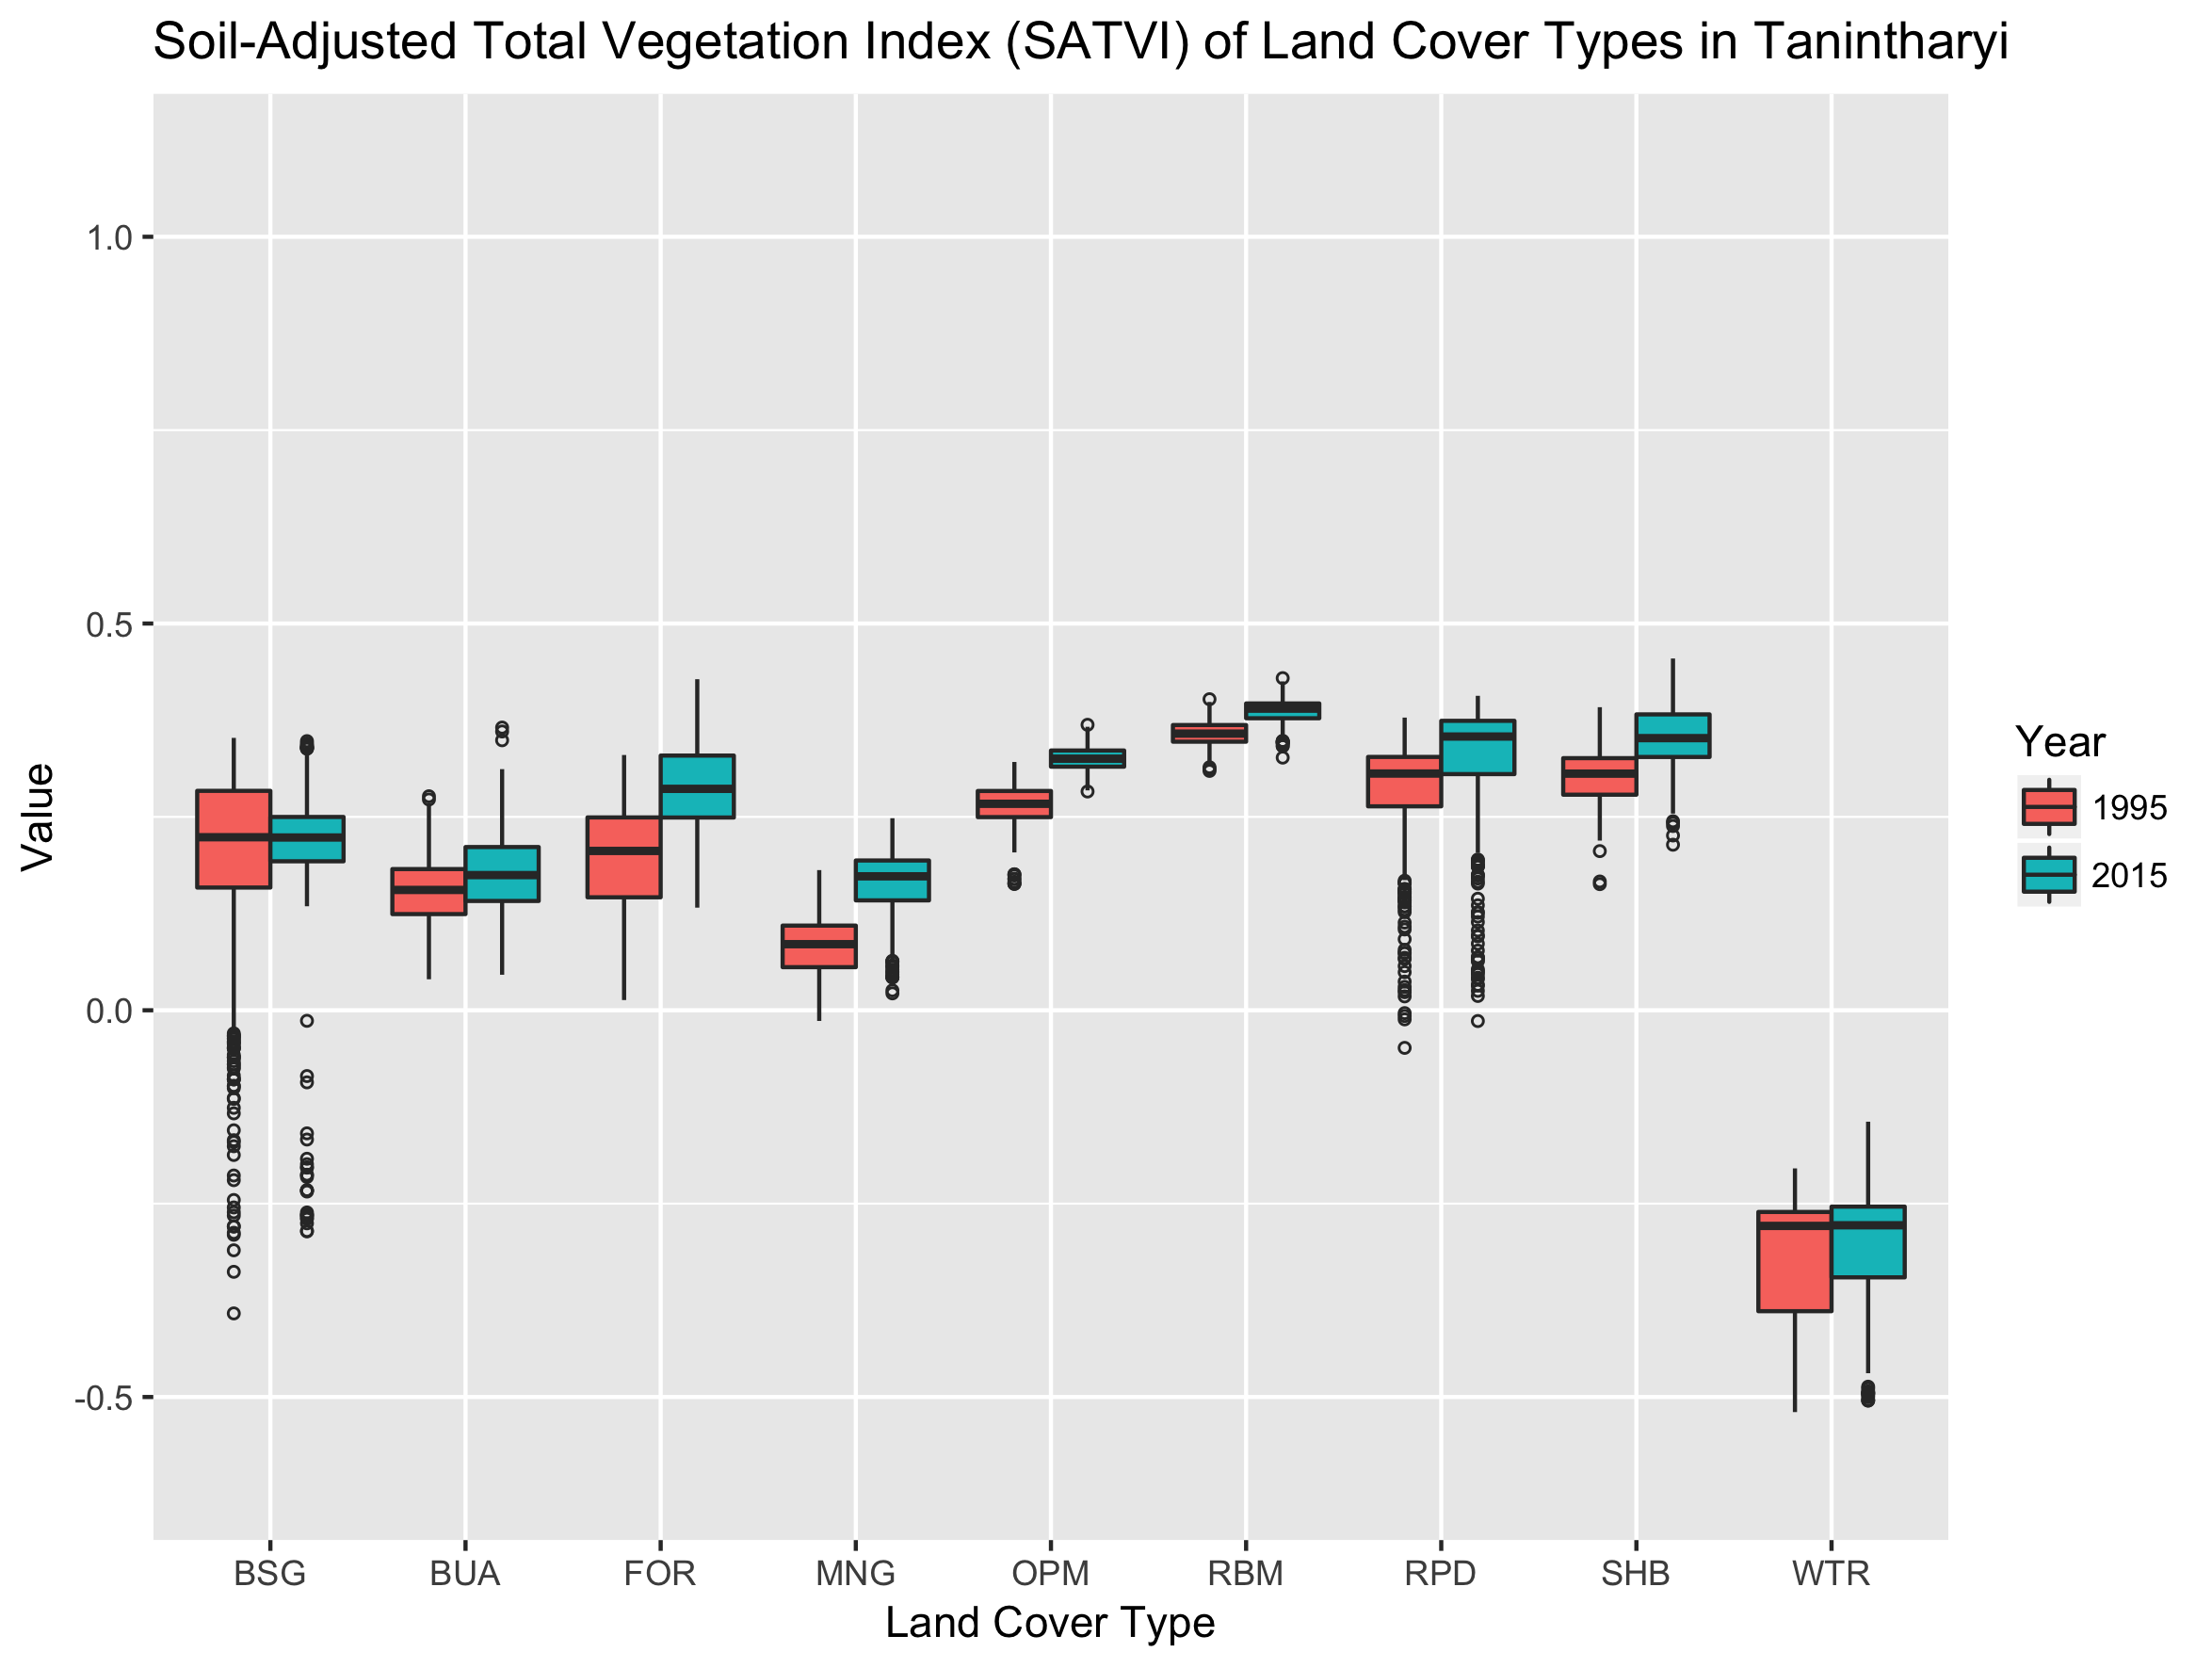 Soil-Adjusted Total Vegetation Index (SATVI) of Land Cover Types in Tanintharyi
1.0
0.5
0.0
-0.5
Value
BSG BUA FOR MNG OPM RBM RPD SHB WTR
Land Cover Type
Year
1995
2015